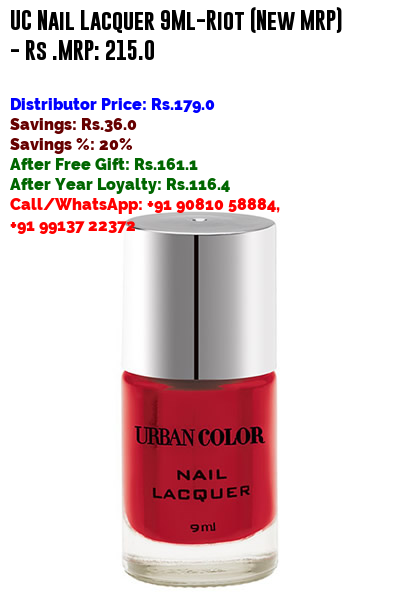 UC Nail Lacquer 9Ml-Riot (New MRP)
- Rs .MRP: 215.0
Distributor Price: Rs.179.0
Savings: Rs.36.0
Savings %: 20%
After Free Gift: Rs.161.1
After Year Loyalty: Rs.116.4
Call/WhatsApp: +91 90810 58884,
+91 99137 22372
URBAN COLOR
NAIL
LACQUER
9ml